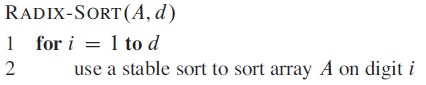 RADIX-SORT(A, d)
1 for i = 1 to d
2 use a stable sort to sort array A on digit i